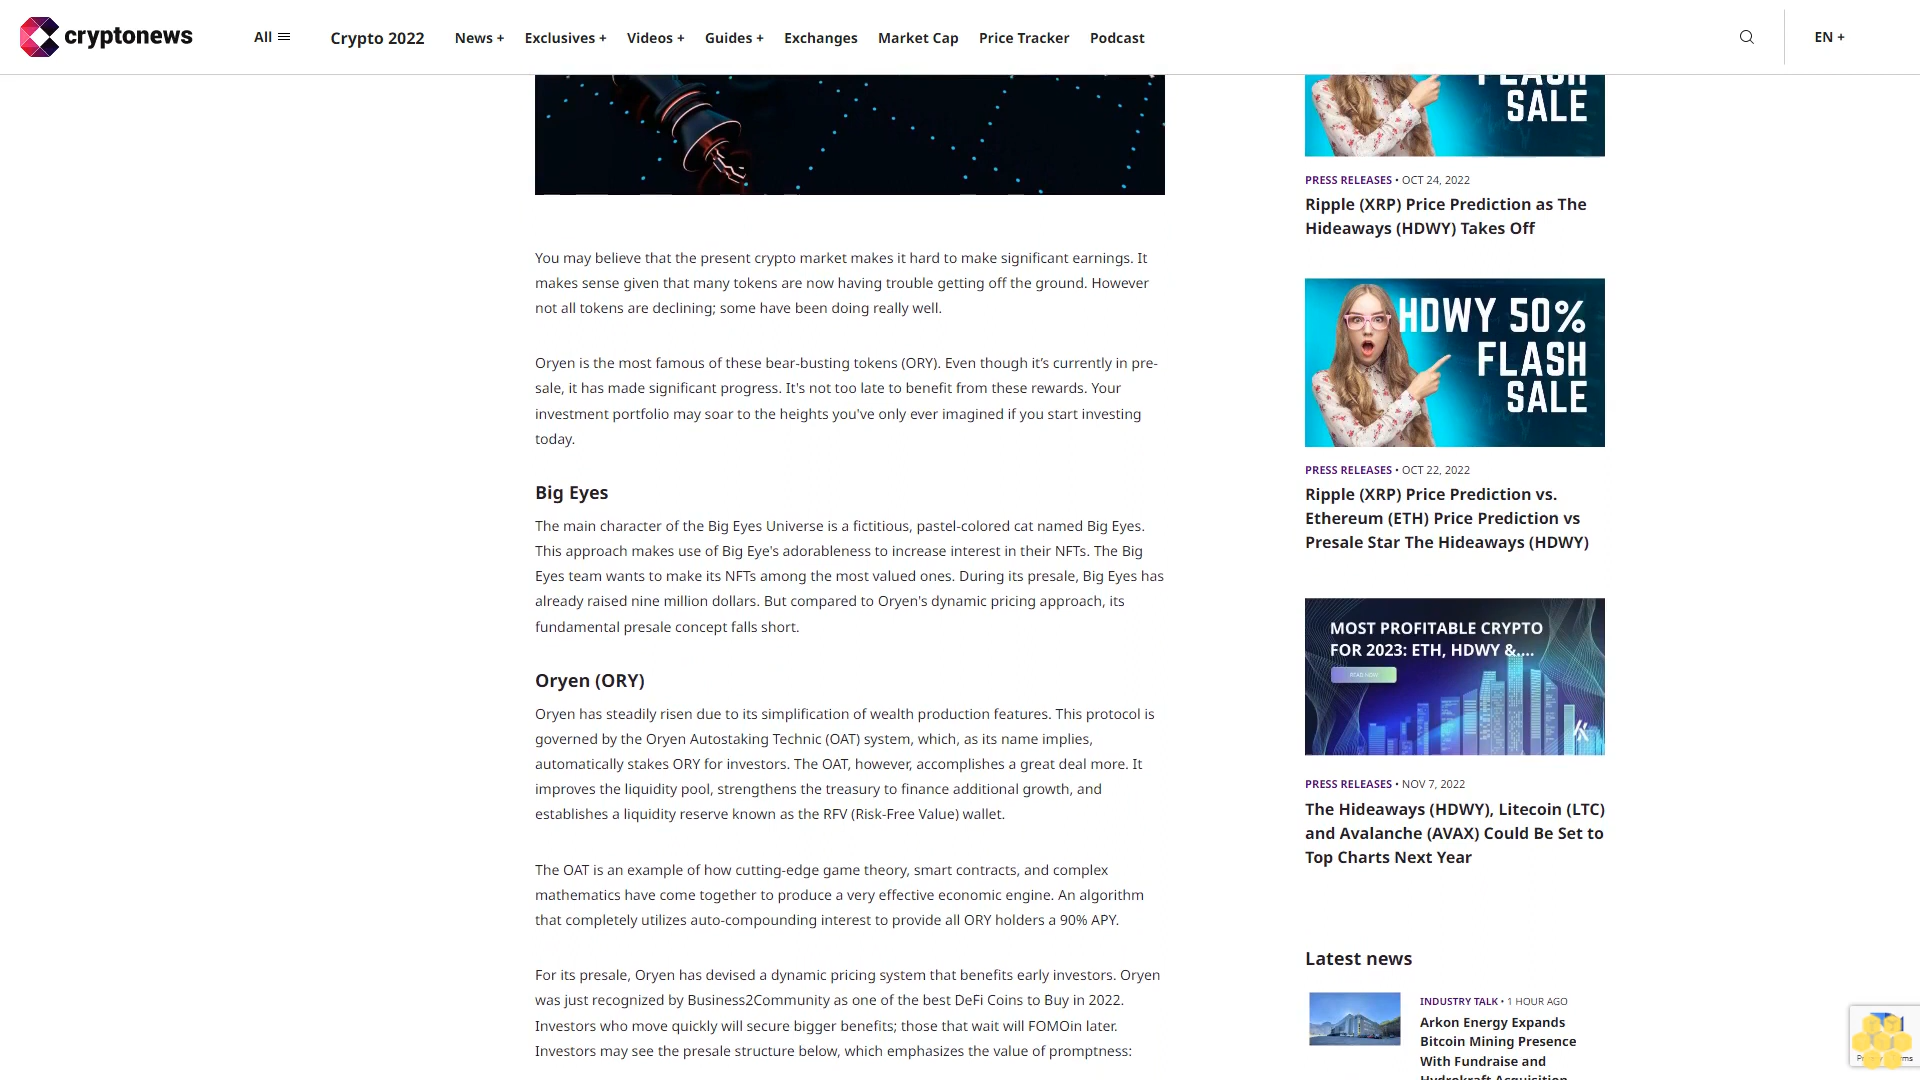 cryptonews
All
Crypto 2022
News +
Exclusives +
Videos +
Guides +
Exchanges
Market Cap
Price Tracker
Podcast
EN +
You may believe that the present crypto market makes it hard to make significant earnings. It
makes sense given that many tokens are now having trouble getting off the ground. However
not all tokens are declining; some have been doing really well.
Oryen is the most famous of these bear-busting tokens (ORY). Even though it’s currently in pre-
sale, it has made significant progress. It's not too late to benefit from these rewards. Your
investment portfolio may soar to the heights you've only ever imagined if you start investing
today.
Big Eyes
The main character of the Big Eyes Universe is a fictitious, pastel-colored cat named Big Eyes.
This approach makes use of Big Eye's adorableness to increase interest in their NFTs. The Big
Eyes team wants to make its NFTs among the most valued ones. During its presale, Big Eyes has
already raised nine million dollars. But compared to Oryen's dynamic pricing approach, its
fundamental presale concept falls short.
Oryen (ORY)
Oryen has steadily risen due to its simplification of wealth production features. This protocol is
governed by the Oryen Autostaking Technic (OAT) system, which, as its name implies,
automatically stakes ORY for investors. The OAT, however, accomplishes a great deal more. It
improves the liquidity pool, strengthens the treasury to finance additional growth, and
establishes a liquidity reserve known as the RFV (Risk-Free Value) wallet.
The OAT is an example of how cutting-edge game theory, smart contracts, and complex
mathematics have come together to produce a very effective economic engine. An algorithm
that completely utilizes auto-compounding interest to provide all ORY holders a 90% APY.
For its presale, Oryen has devised a dynamic pricing system that benefits early investors. Oryen
was just recognized by Business2Community as one of the best DeFi Coins to Buy in 2022.
Investors who move quickly will secure bigger benefits; those that wait will FOMOin later.
Investors may see the presale structure below, which emphasizes the value of promptness:
FLASH
SALE
PRESS RELEASES • OCT 24, 2022
Ripple (XRP) Price Prediction as The
Hideaways (HDWY) Takes Off
HDWY 50%
FLASH
SALE
PRESS RELEASES • OCT 22, 2022
Ripple (XRP) Price Prediction vs.
Ethereum (ETH) Price Prediction vs
Presale Star The Hideaways (HDWY)
MOST PROFITABLE CRYPTO
FOR 2023: ETH, HDWY &....
READ NOW
PRESS RELEASES • NOV 7, 2022
The Hideaways (HDWY), Litecoin (LTC)
and Avalanche (AVAX) Could Be Set to
Top Charts Next Year
Latest news
INDUSTRY TALK • 1 HOUR AGO
Arkon Energy Expands
Bitcoin Mining Presence
With Fundraise and
Hydrokraft Acquisition